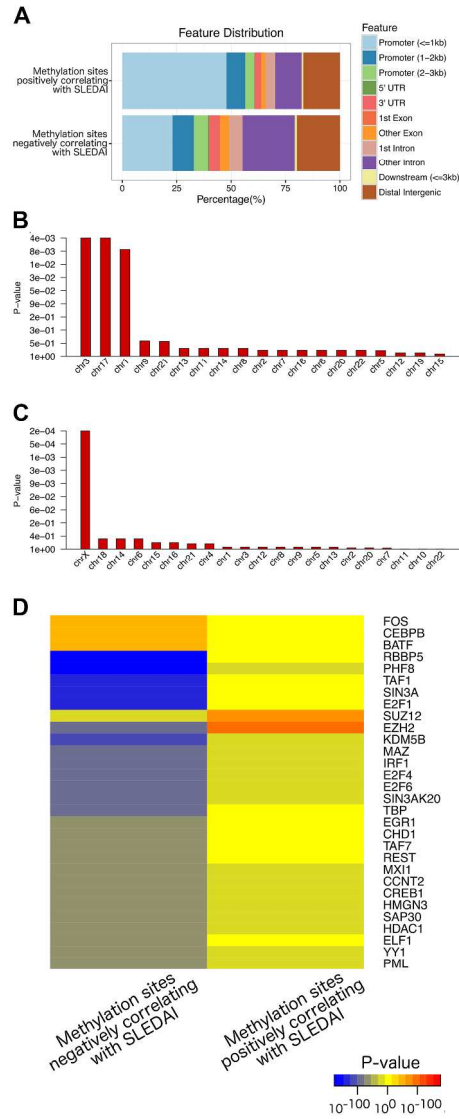 A
Feature Distribution
Methylation sites
positively correlating
with SLEDAI
Methylation sites
negatively correlating
with SLEDAI
0 25 50 75 100
Percentage(%)
Feature
Promoter (<=1kb)
Promoter (1-2kb)
Promoter (2-3kb)
5' UTR
3' UTR
1st Exon
Other Exon
1st Intron
Other Intron
Downstream (<=3kb)
Distal Intergenic
B
P-value
4e-03
8e-03
1e-02
3e-02
5e-02
9e-02
2e-01
3e-01
5e-01
1e+00
chr3 chr17 chr1 chr9 chr21 chr13 chr11 chr14 chr8 chr2 chr7 chr16 chr6 chr20 chr22 chr5 chr12 chr19 chr15
C
P-value
2e-04
5e-04
1e-03
3e-03
9e-03
2e-02
6e-02
2e-01
4e-01
1e+00
chrX chr18 chr14 chr6 chr15 chr16 chr21 chr4 chr1 chr3 chr12 chr8 chr9 chr5 chr13 chr2 chr20 chr7 chr11 chr10 chr22
D
FOS
CEBPB
BATF
RBBP5
PHF8
TAF1
SIN3A
E2F1
SUZ12
EZH2
KDM5B
MAZ
IRF1
E2F4
E2F6
SIN3AK20
TBP
EGR1
CHD1
TAF7
REST
MXI1
CCNT2
CREB1
HMGN3
SAP30
HDAC1
ELF1
YY1
PML
Methylation sites
negatively correlating
with SLEDAI
Methylation sites
positively correlating
with SLEDAI
P-value
10-100 100 10-100